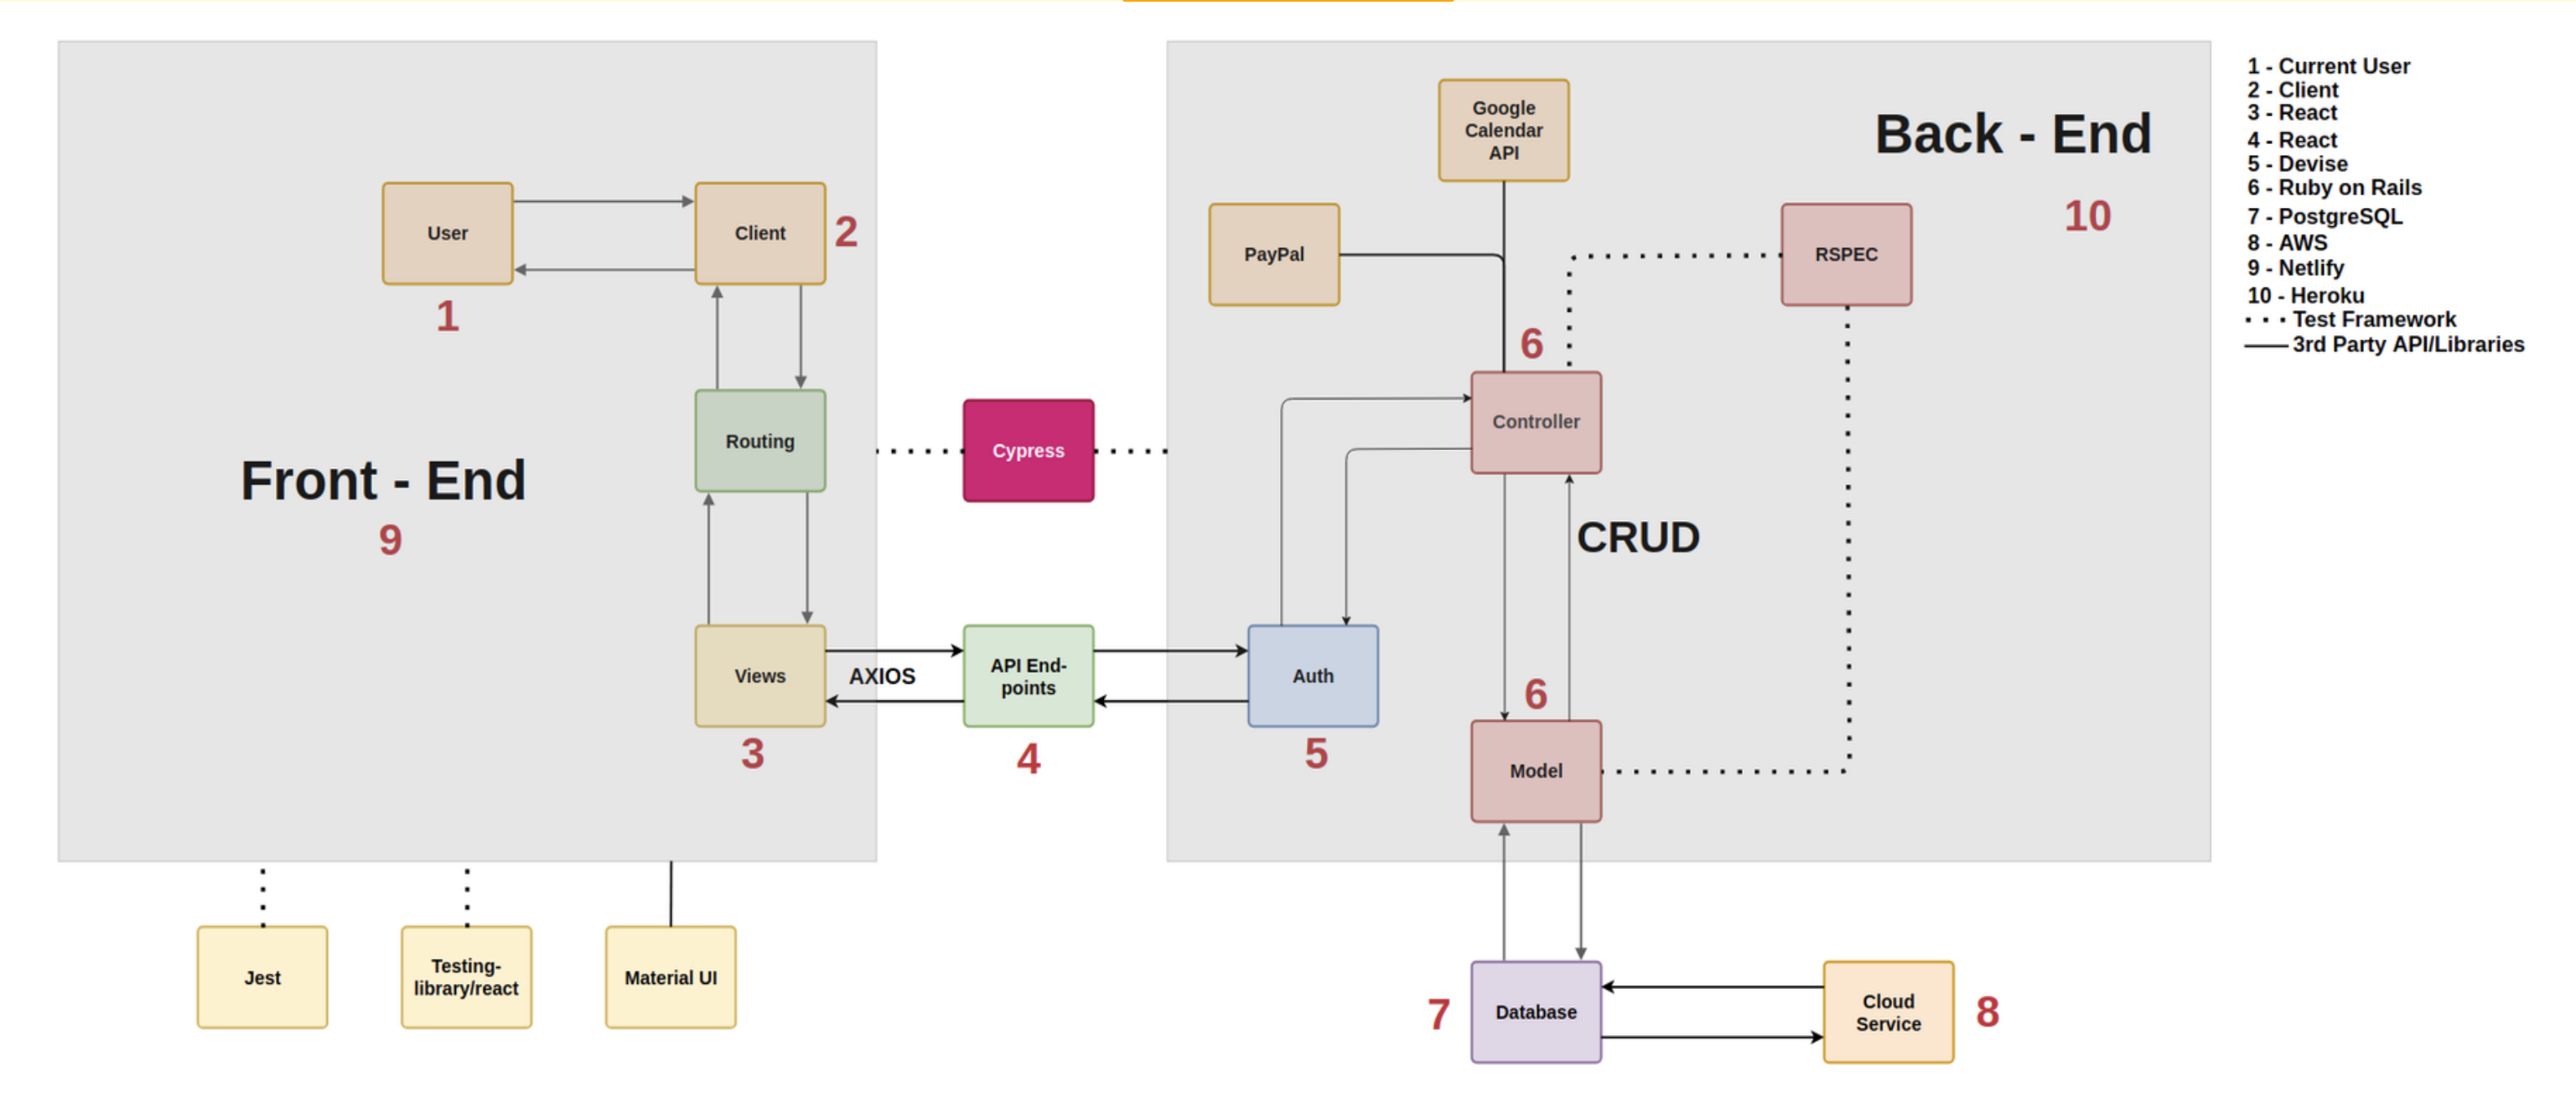 Front - End
9
User
1
Client
2
Routing
Views
3
AXIOS
Jest
Testing-
library/react
Material UI
Cypress
API End-
points
4
Back - End
10
Google
Calendar
API
PayPal
RSPEC
6
Controller
CRUD
Auth
5
6
Model
7
Database
Cloud
Service
8
1 - Current User
2 - Client
3 - React
4 - React
5 - Devise
6 - Ruby on Rails
7 - PostgreSQL
8 - AWS
9 - Netlify
10 - Heroku
Test Framework
3rd Party API/Libraries